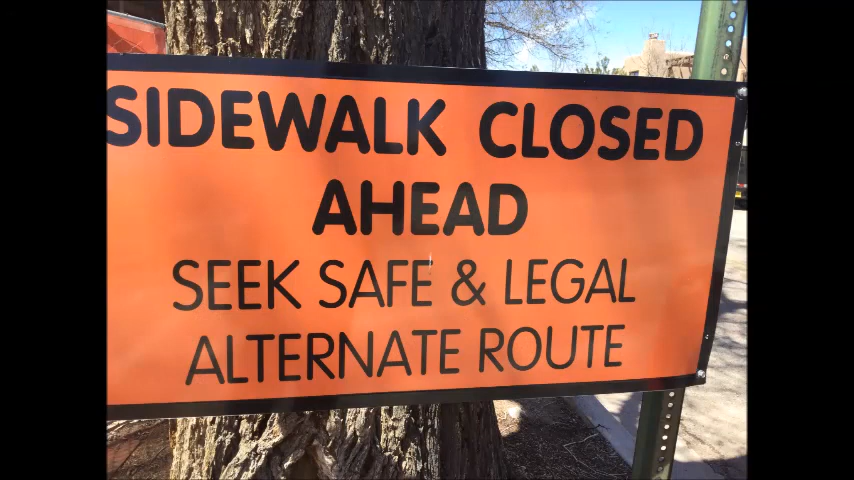 SIDEWALK CLOSED
AHEAD
SEEK SAFE & LEGAL
ALTERNATE ROUTE